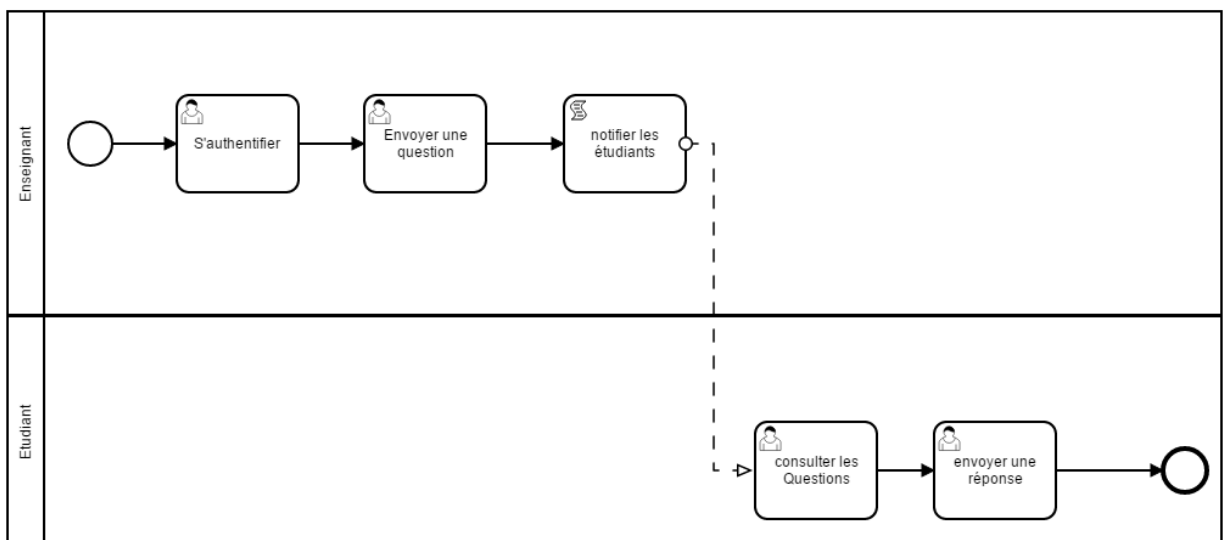 Enseignant
S'authentifier
Envoyer une
question
notifier les
étudiants
Etudiant
consulter les
Questions
envoyer une
réponse